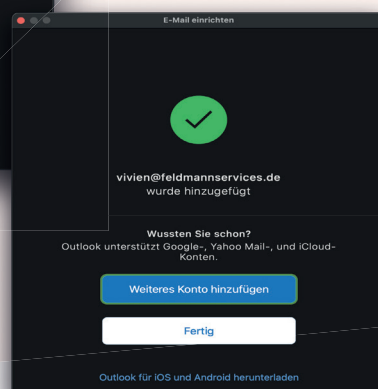 E-Mail einrichten
vivien@feldmannservices.de
wurde hinzugefügt
Wussten Sie schon?
Outlook unterstützt Google-, Yahoo Mail-, und iCloud-
Konten.
Weiteres Konto hinzufügen
Fertig
Outlook für iOS und Android herunterladen